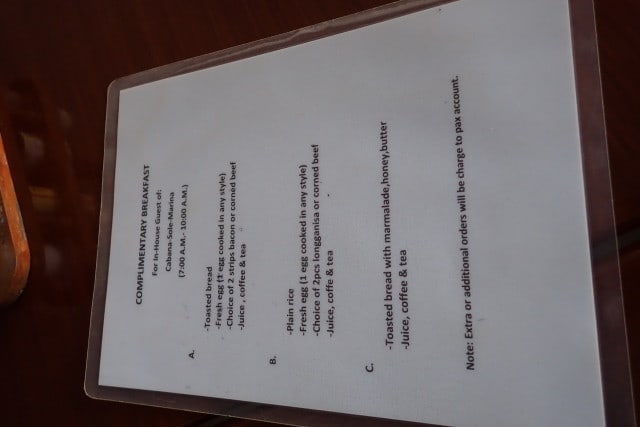 COMPLIMENTARY BREAKFAST
For In-House Guest of:
Cabana-Sole-Marina
(7:00 A.M.- 10:00 A.M.)
A.
-Toasted bread
-Fresh egg (1 egg cooked in any style)
-Choice of 2 strips bacon or corned beef
-Juice , coffee & tea
B.
-Plain rice
-Fresh egg (1 egg cooked in any style)
-Choice of 2pcs longganisa or corned beef
-Juice, coffe & tea
C.
-Toasted bread with marmalade,honey,butter
-Juice, coffee & tea
Note: Extra or additional orders will be charge to pax account.